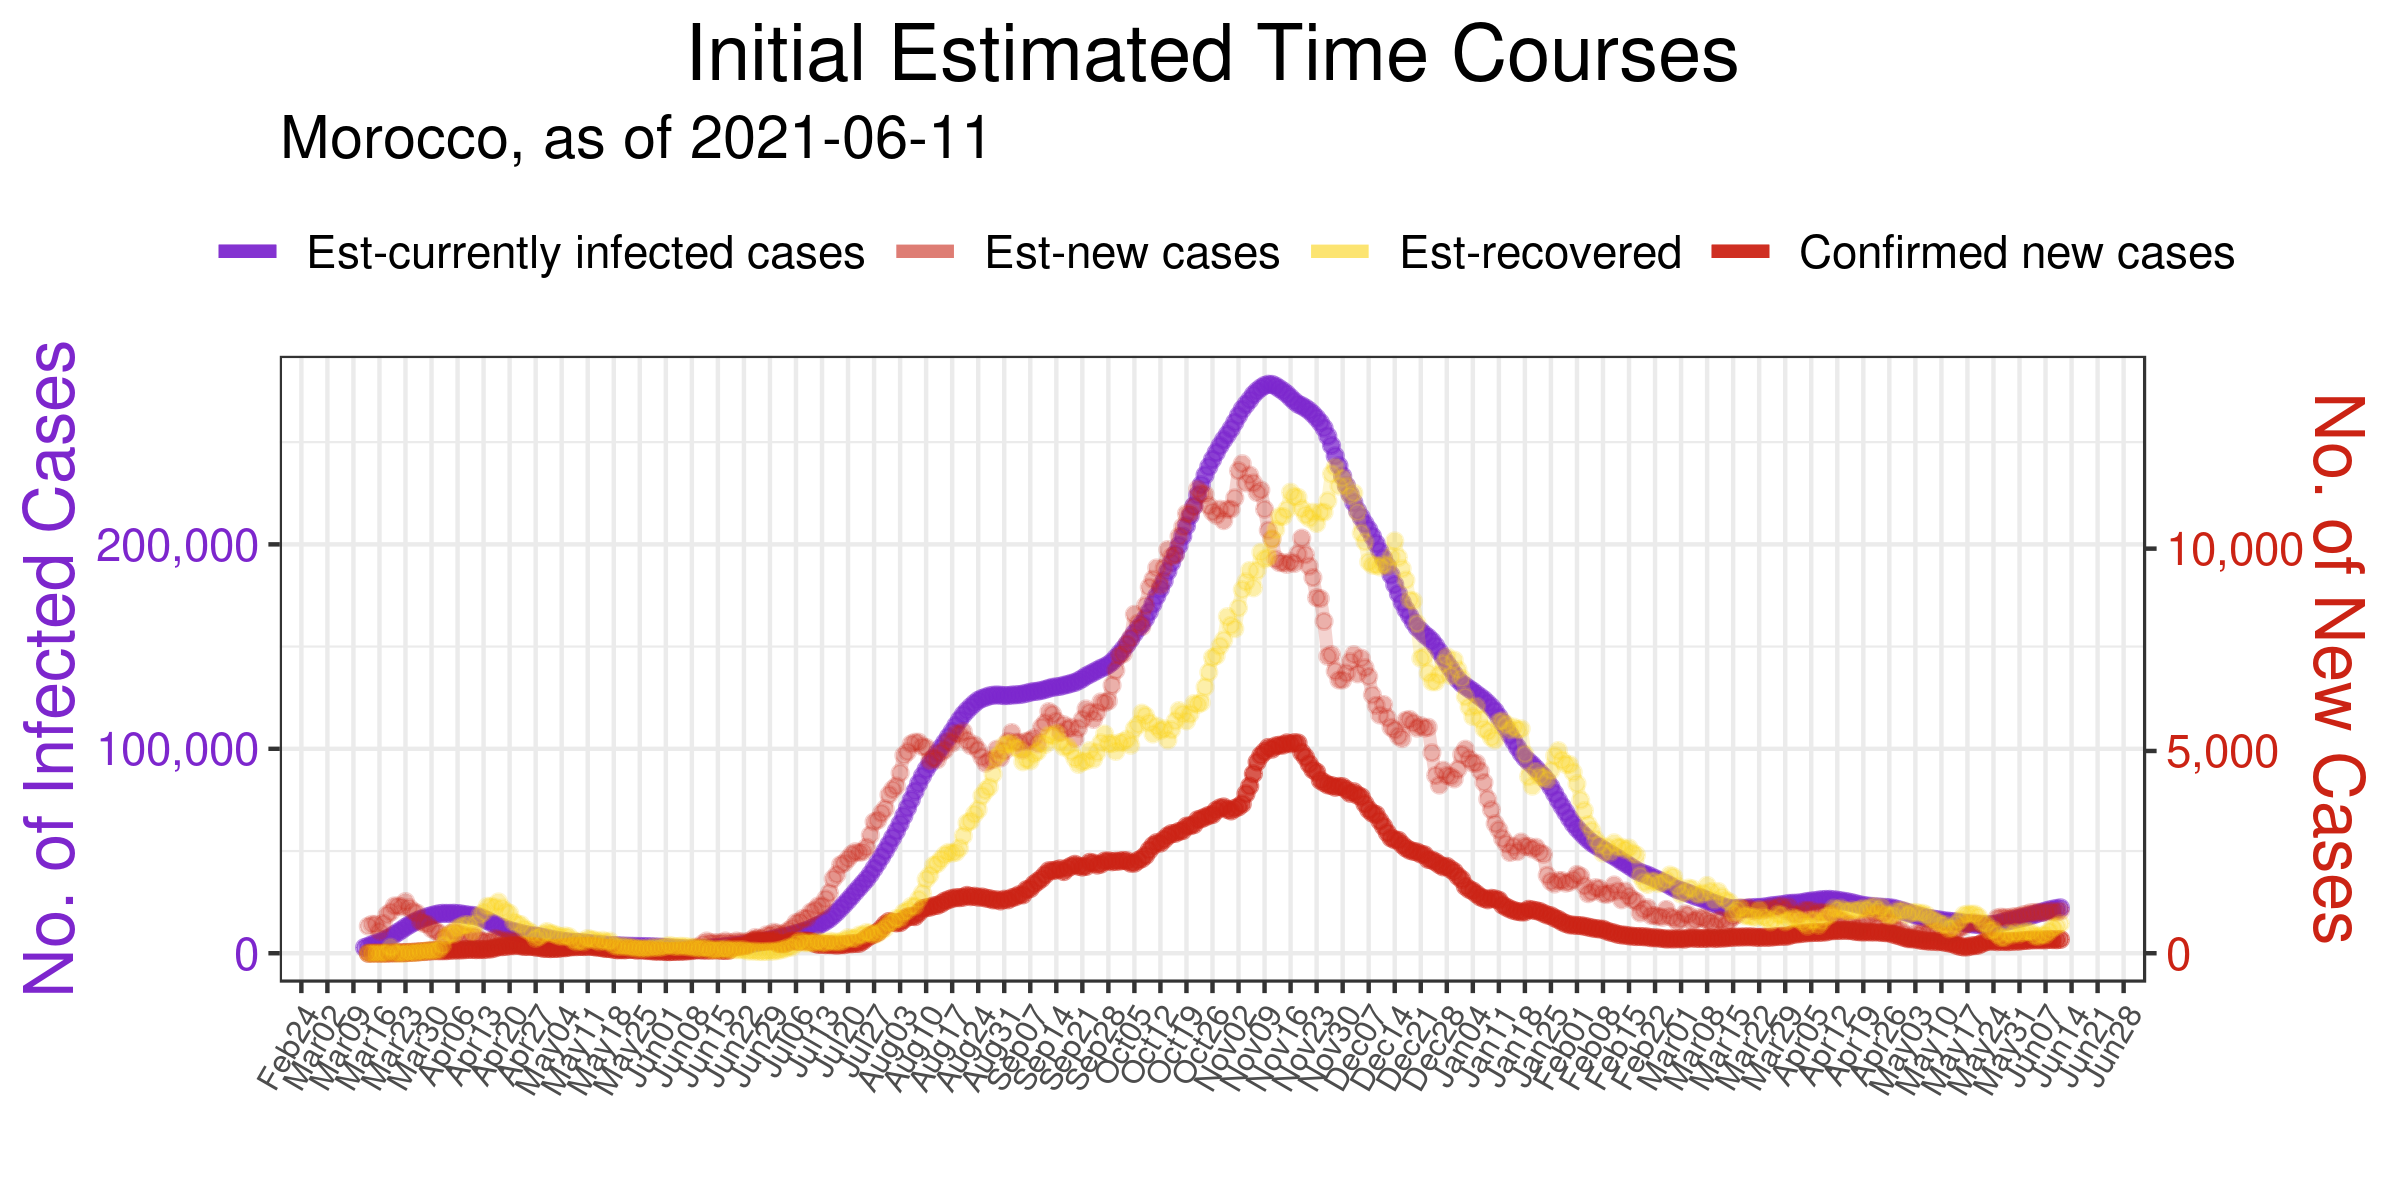 Initial Estimated Time Courses
Morocco, as of 2021-06-11
Est-currently infected cases Est-new cases Est-recovered Confirmed new cases
No. of Infected Cases
200,000
100,000
0
10,000
5,000
0
No. of New Cases
Feb24 Mar02 Mar09 Mar16 Mar23 Mar30 Apr06 Apr13 Apr20 Apr27 May04 May11 May18 May25 Jun01 Jun08 Jun15 Jun22 Jun29 Jul06 Jul13 Jul20 Jul27 Aug03 Aug10 Aug17 Aug24 Aug31 Sep07 Sep14 Sep21 Sep28 Oct05 Oct12 Oct19 Oct26 Nov02 Nov09 Nov16 Nov23 Nov30 Dec07 Dec14 Dec21 Dec28 Jan04 Jan11 Jan18 Jan25 Feb01 Feb08 Feb15 Feb22 Mar01 Mar08 Mar15 Mar22 Mar29 Apr05 Apr12 Apr19 Apr26 May03 May10 May17 May24 May31 Jun07 Jun14 Jun21 Jun28